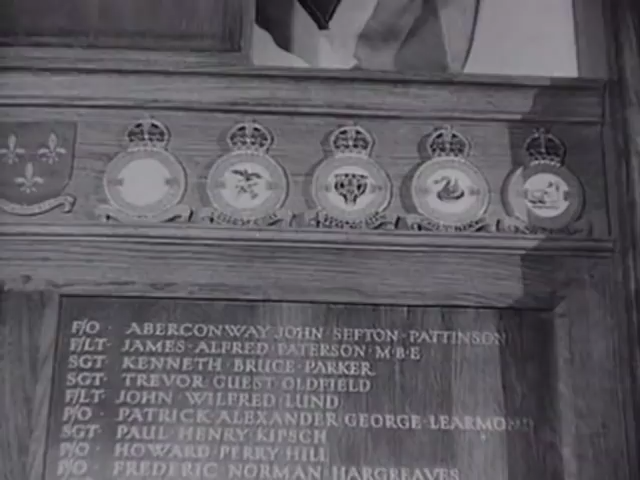 F/O · ABERCONWAY JOHN SEFTON · PATTINSON
F/LT · JAMES · ALFRED · PATERSON · M·B·E
SGT · KENNETH · BRUCE · PARKER
SGT · TREVOR · GUEST · OLDFIELD
F/LT · JOHN · WILFRED · LUND
P/O · PATRICK · ALEXANDER · GEORGE · LEARMOND
SGT · PAUL · HENRY · KIPSCH
P/O · HOWARD · PERRY · HILL
P/O · FREDERIC · NORMAN · HARGREAVES